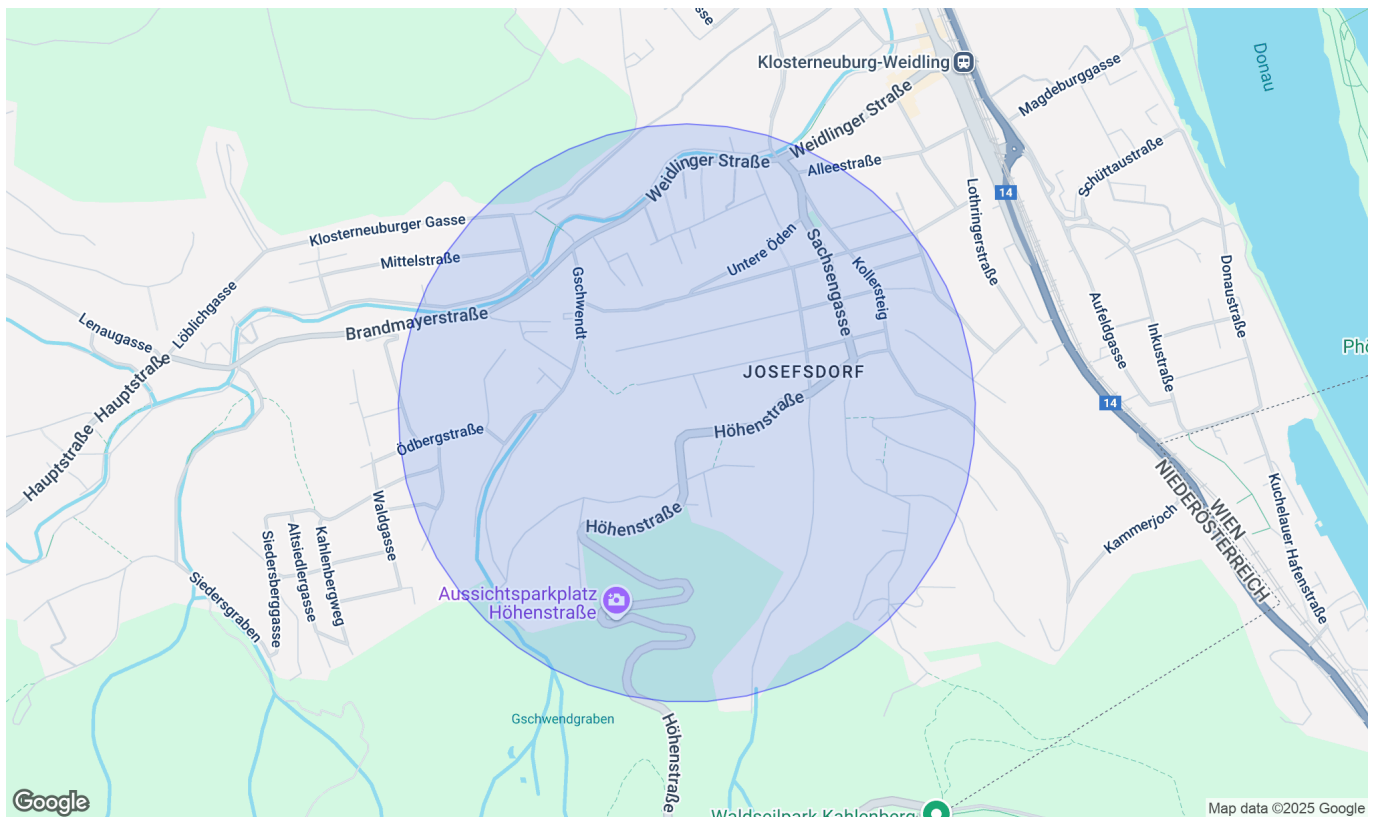 Klosterneuburg-Weidling
Donau
Magdeburggasse
Weidlinger Straße
Weidlinger Straße
Alleestraße
Schüttaustraße
14
Lothringerstraße
Klosterneuburger Gasse
Mittelstraße
Untere Öden
Sachsengasse
Kollersteig
Gschwendt
Donaustraße
Löblichgasse
Lenaugasse
Brandmayerstraße
Aufeldgasse
Inkustraße
Hauptstraße
Hauptstraße
JOSEFSDORF
14
Höhenstraße
Ödbergstraße
Waldgasse
Höhenstraße
Kammerjoch
WIEN
NIEDERÖSTERREICH
Kuchelauer Hafenstraße
Siedersberggasse
Altsiedlergasse
Kahlenbergweg
Siedersgraben
Aussichtsparkplatz
Höhenstraße
Gschwendgraben
Höhenstraße
Waldseilpark Kahlenberg
Google
Map data ©2025 Google